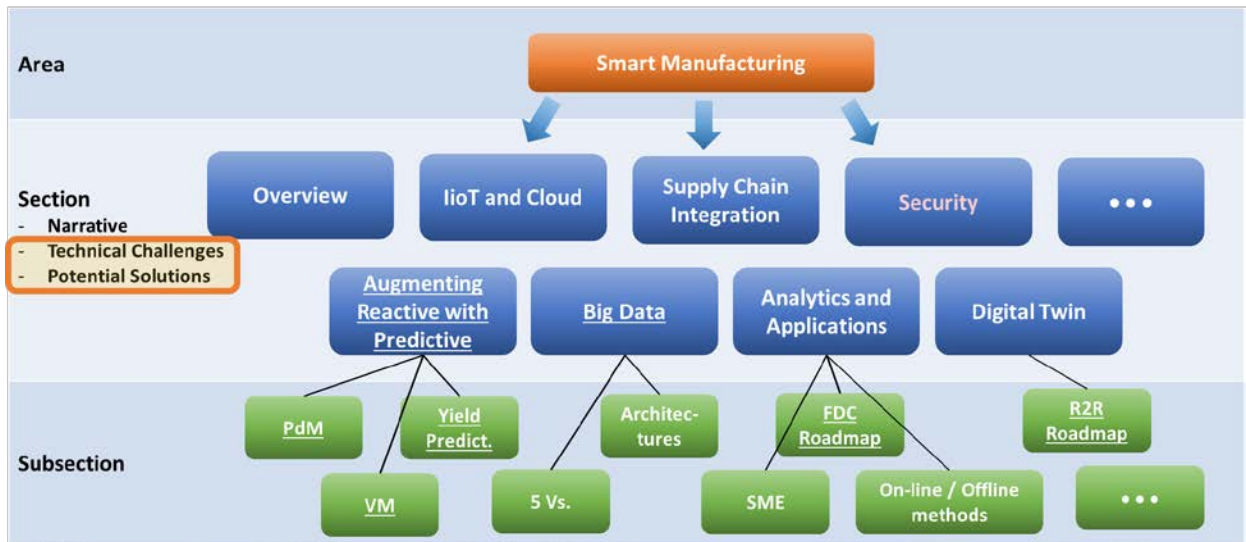 Area
Smart Manufacturing
Section
- Narrative
- Technical Challenges
- Potential Solutions
Overview
IioT and Cloud
Supply Chain
Integration
Security
•••
Augmenting
Reactive with
Predictive
Big Data
Analytics and
Applications
Digital Twin
Subsection
PdM
Yield
Predict.
Architec-
tures
FDC
Roadmap
R2R
Roadmap
VM
5 Vs.
SME
On-line / Offline
methods
•••